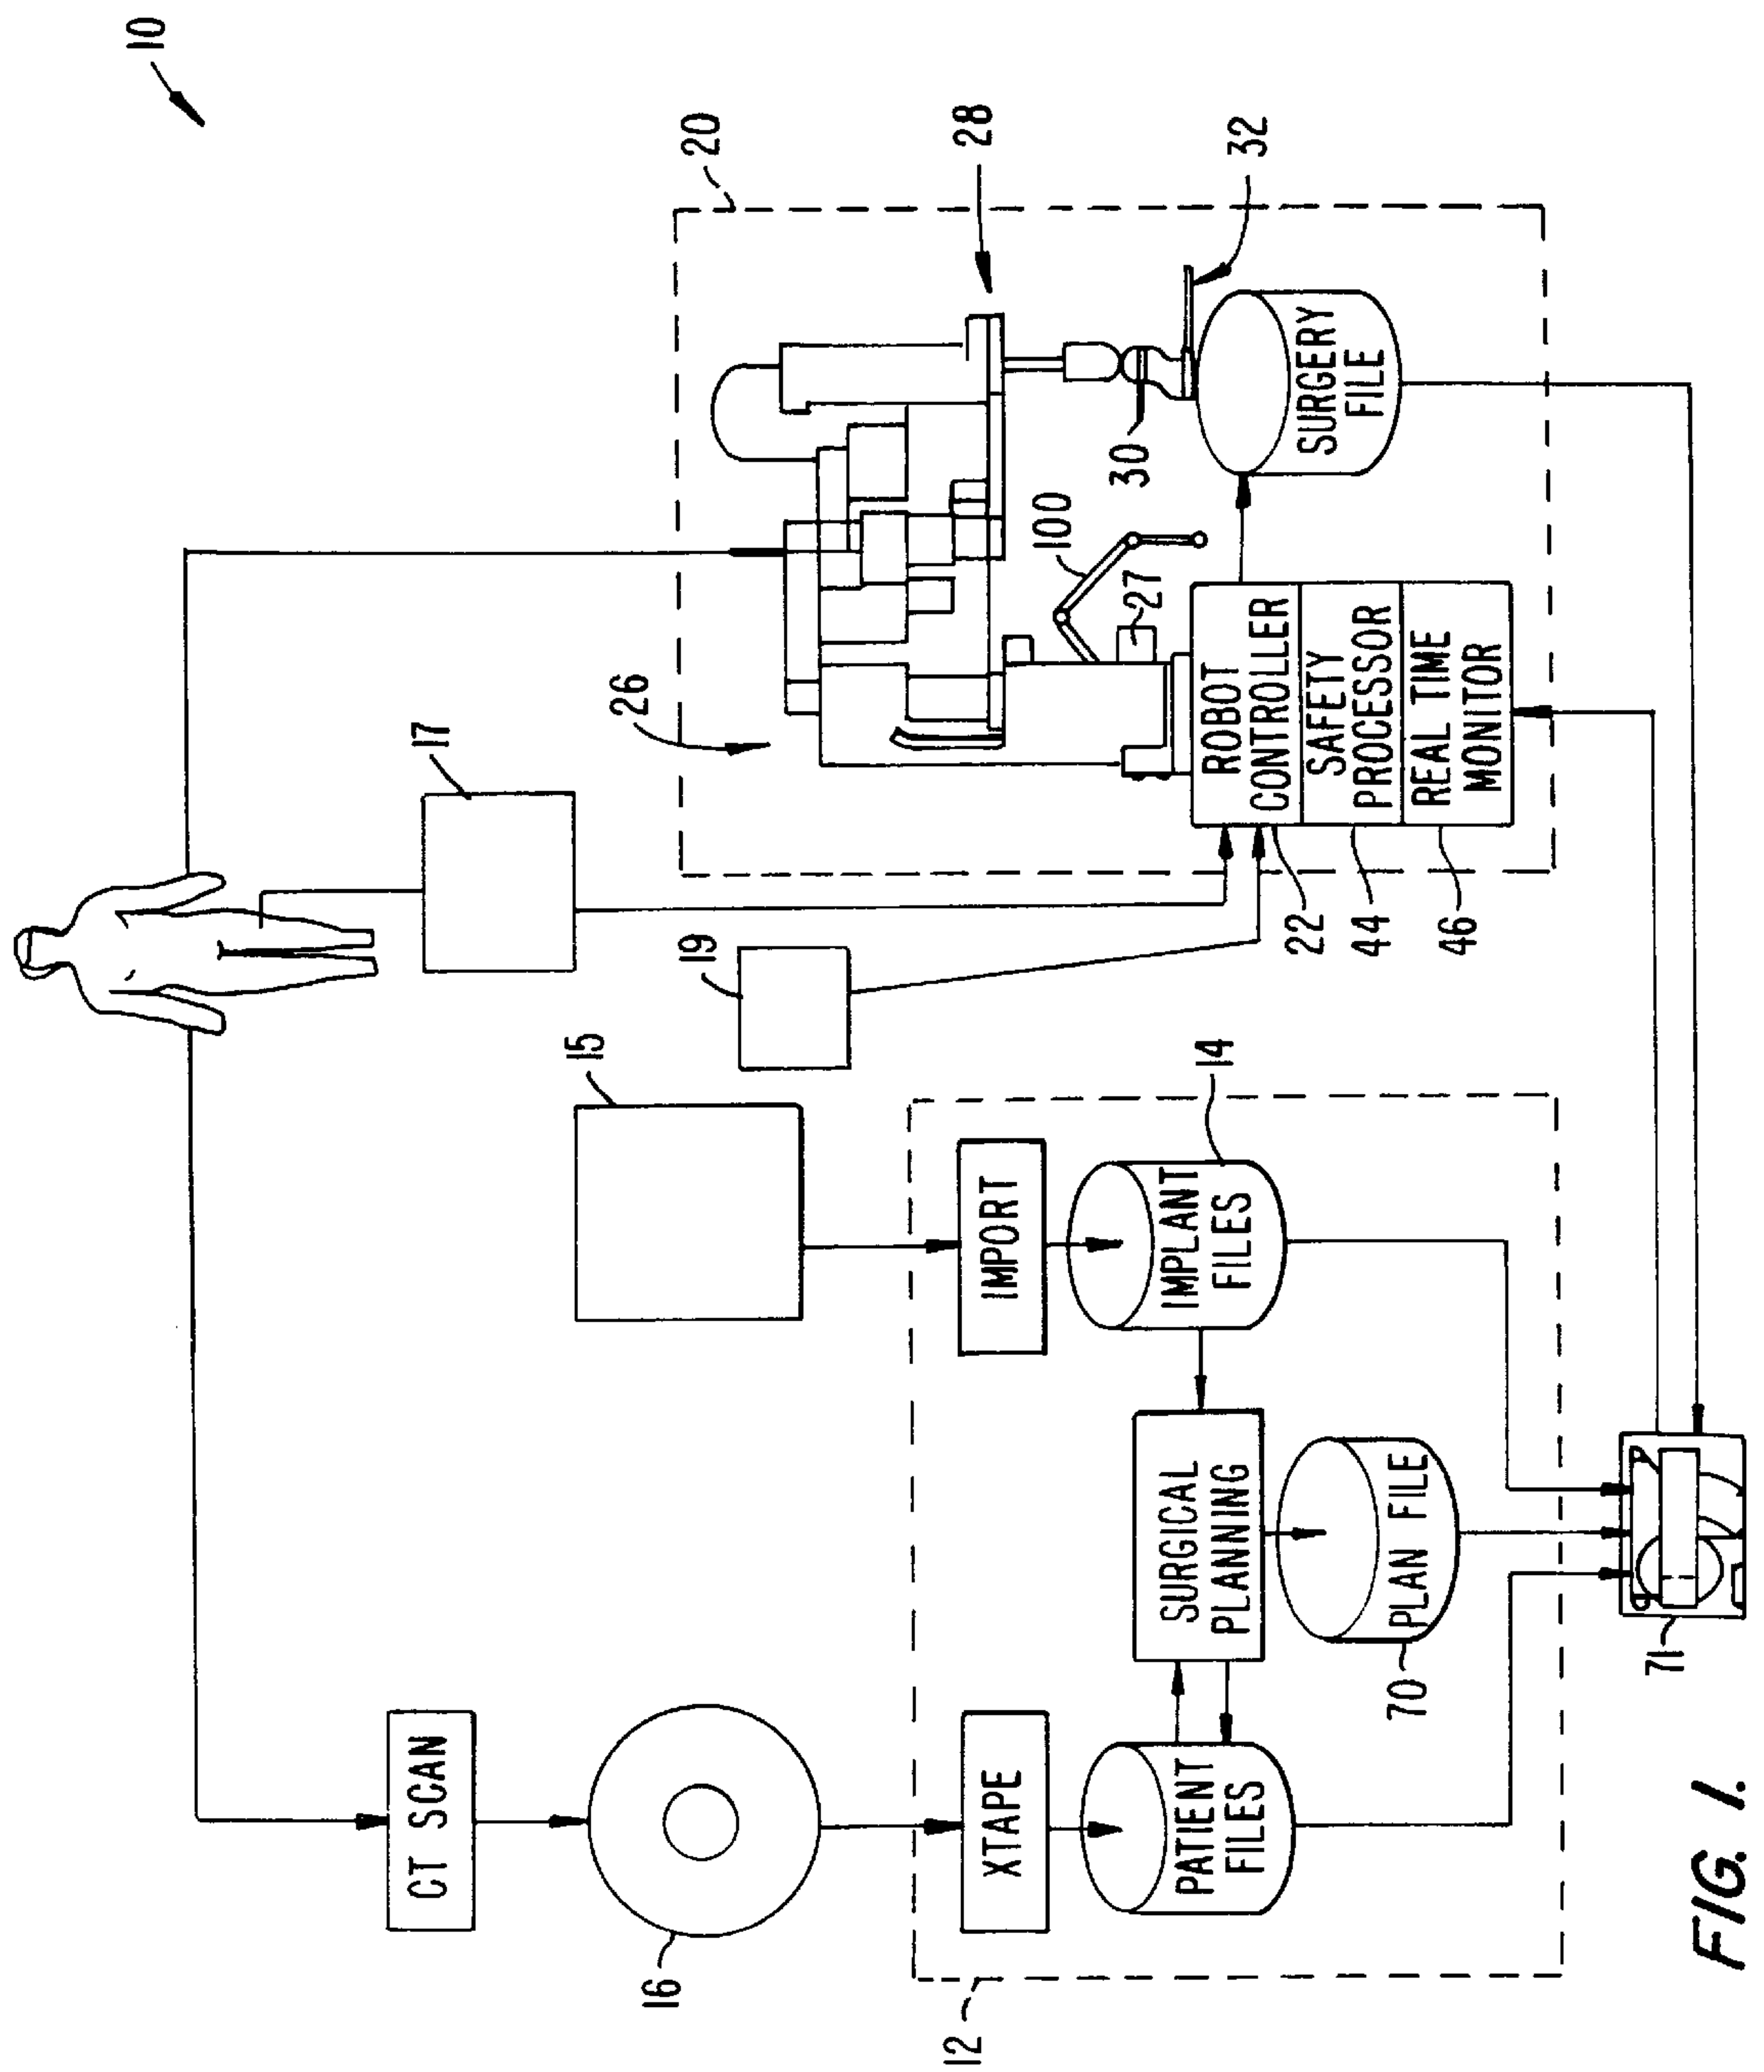 10
CT SCAN
16
15
17
19
20
26
28
100
27
30
32
ROBOT
CONTROLLER
SAFETY
PROCESSOR
REAL TIME
MONITOR
22
44
46
SURGERY
FILE
12
XTAPE
PATIENT
FILES
IMPORT
IMPLANT
FILES
14
SURGICAL
PLANNING
PLAN FILE
70
71
FIG. 1.